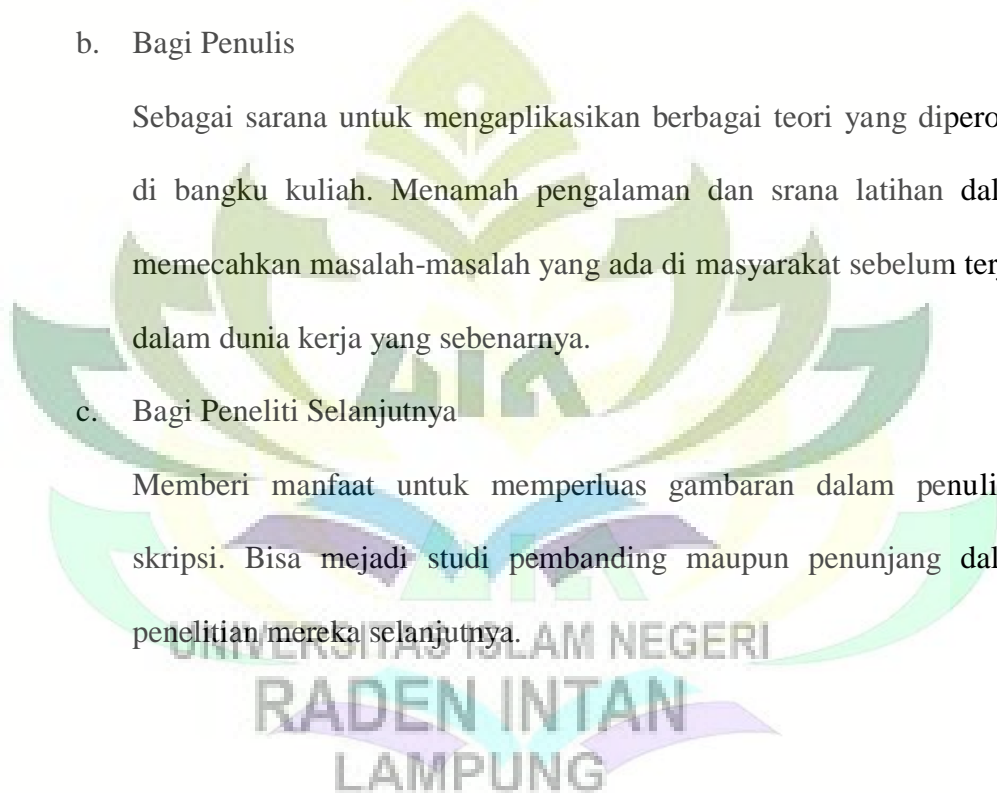 b. Bagi Penulis
Sebagai sarana untuk mengaplikasikan berbagai teori yang dipero
di bangku kuliah. Menamah pengalaman dan srana latihan dal
memecahkan masalah-masalah yang ada di masyarakat sebelum ter
dalam dunia kerja yang sebenarnya.
c. Bagi Peneliti Selanjutnya
Memberi manfaat untuk memperluas gambaran dalam penuli
skripsi. Bisa mejadi studi pembanding maupun penunjang dal
penelitian mereka selanjutnya.
UNIVERSITAS ISLAM NEGERI
RADEN INTAN
LAMPUNG